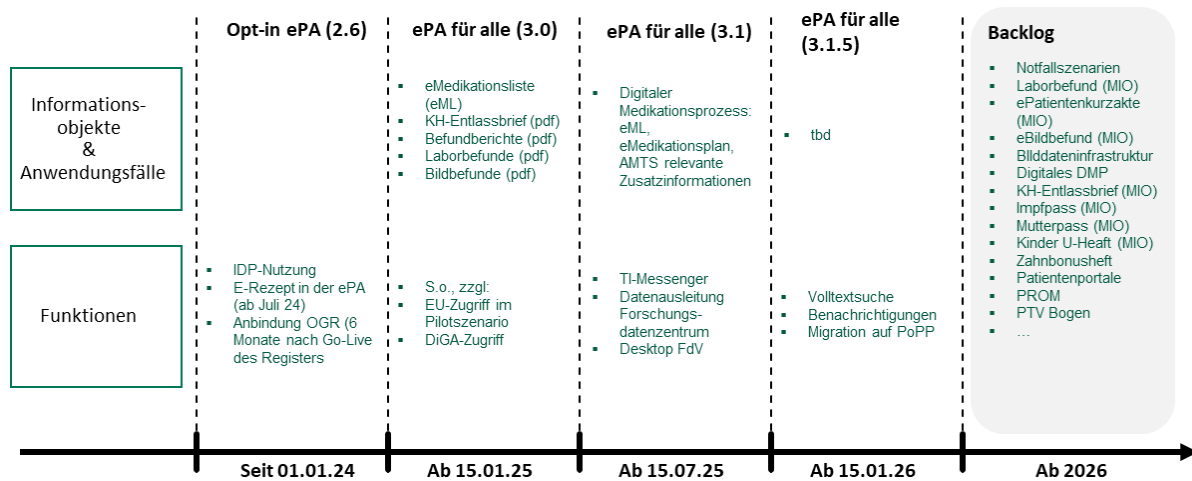 Opt-in ePA (2.6)
ePA für alle (3.0)
ePA für alle (3.1)
ePA für alle
(3.1.5)
Backlog
Informations-
objekte
&
Anwendungsfälle
▪ eMedikationsliste
(eML)
▪ KH-Entlassbrief (pdf)
▪ Befundberichte (pdf)
▪ Laborbefunde (pdf)
▪ Bildbefunde (pdf)
▪ Digitaler
Medikationsprozess:
eML,
eMedikationsplan,
AMTS relevante
Zusatzinformationen
▪ tbd
▪ Notfallszenarien
▪ Laborbefund (MIO)
▪ ePatientenkurzakte
(MIO)
▪ eBildbefund (MIO)
▪ BIlddateninfrastruktur
▪ Digitales DMP
▪ KH-Entlassbrief (MIO)
▪ Impfpass (MIO)
▪ Mutterpass (MIO)
▪ Kinder U-Heaft (MIO)
▪ Zahnbonusheft
▪ Patientenportale
▪ PROM
▪ PTV Bogen
▪ …
Funktionen
▪ IDP-Nutzung
▪ E-Rezept in der ePA
(ab Juli 24)
▪ Anbindung OGR (6
Monate nach Go-Live
des Registers
▪ S.o., zzgl:
▪ EU-Zugriff im
Pilotszenario
▪ DiGA-Zugriff
▪ TI-Messenger
▪ Datenausleitung
Forschungs-
datenzentrum
▪ Desktop FdV
▪ Volltextsuche
▪ Benachrichtigungen
▪ Migration auf PoPP
Seit 01.01.24
Ab 15.01.25
Ab 15.07.25
Ab 15.01.26
Ab 2026